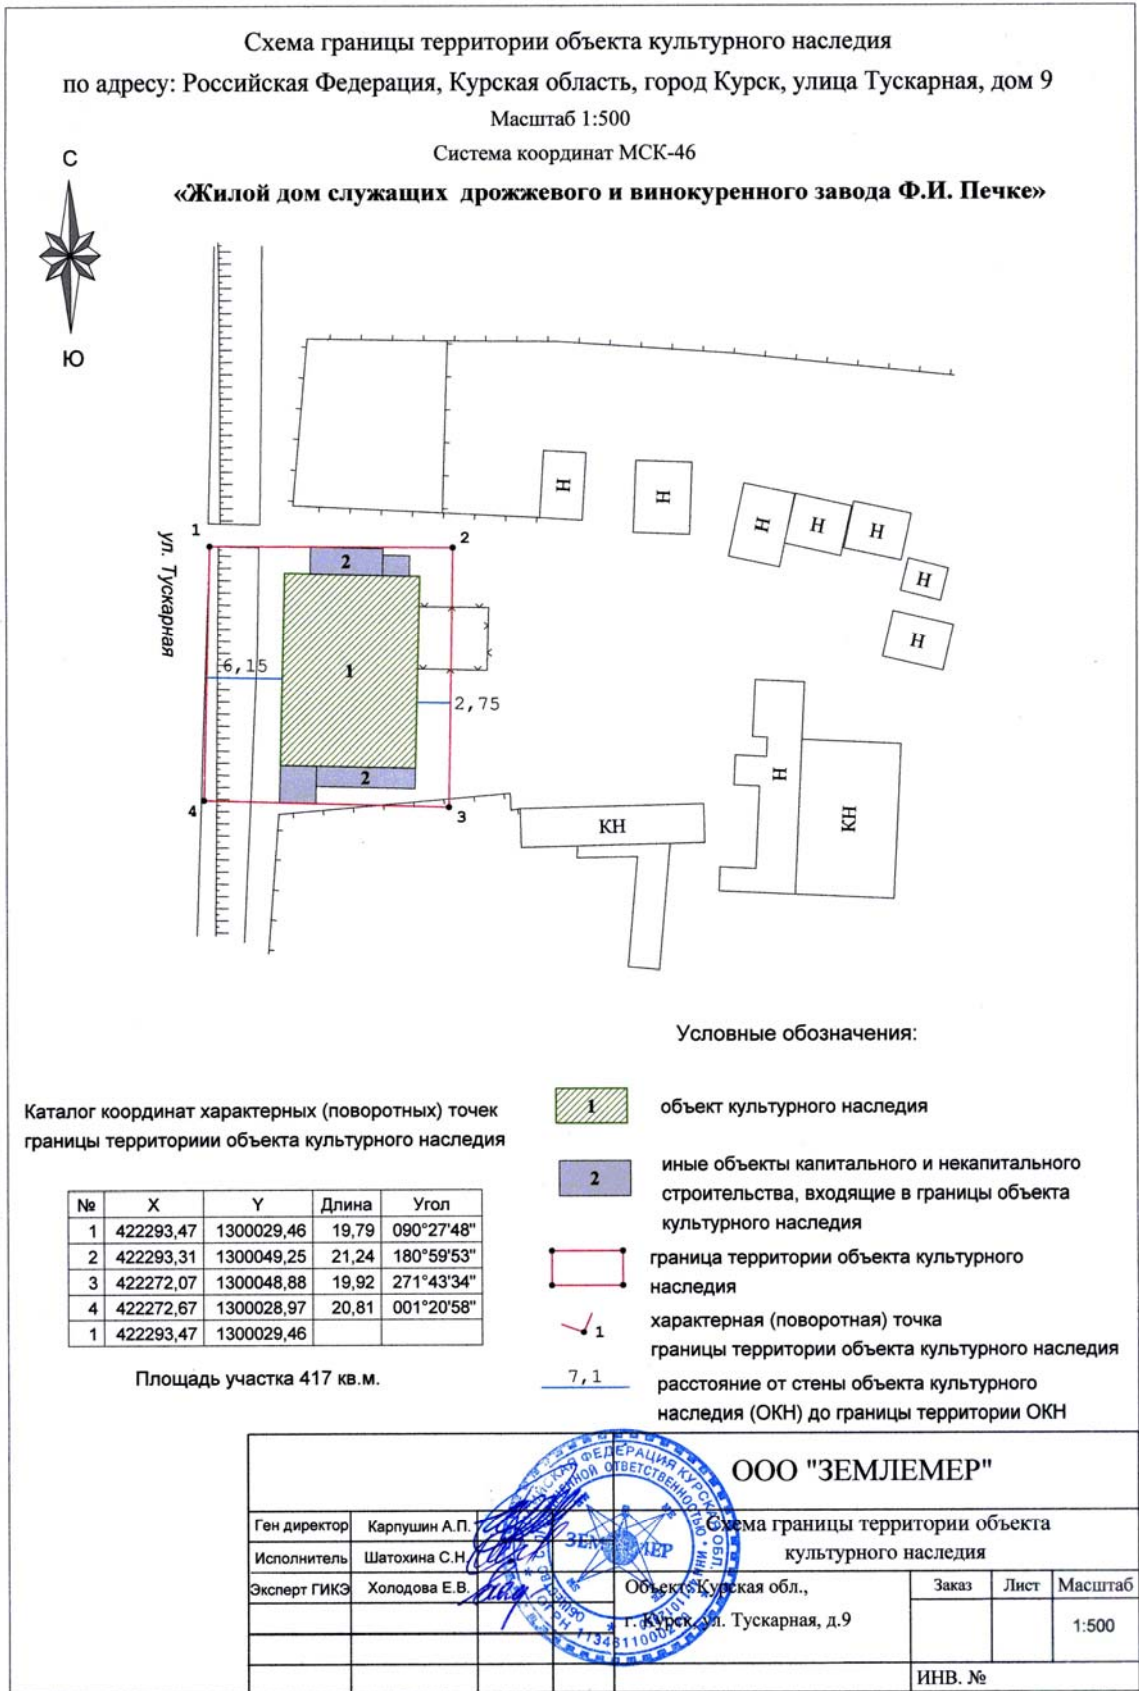 Схема границы территории объекта культурного наследия
по адресу: Российская Федерация, Курская область, город Курск, улица Тускарная, дом 9
Масштаб 1:500
Система координат МСК-46
«Жилой дом служащих дрожжевого и винокуренного завода Ф.И. Печке»
С
Ю
ул. Тускарная
1
2
2
1
6,15
2,75
2
4
3
Н
Н
Н
Н
Н
Н
Н
Н
КН
КН
Условные обозначения:
Каталог координат характерных (поворотных) точек
границы территориии объекта культурного наследия
№ X Y Длина Угол
1 422293,47 1300029,46 19,79 090°27'48"
2 422293,31 1300049,25 21,24 180°59'53"
3 422272,07 1300048,88 19,92 271°43'34"
4 422272,67 1300028,97 20,81 001°20'58"
1 422293,47 1300029,46
Площадь участка 417 кв.м.
1 объект культурного наследия
2 иные объекты капитального и некапитального
строительства, входящие в границы объекта
культурного наследия
граница территории объекта культурного
наследия
1 характерная (поворотная) точка
границы территории объекта культурного наследия
7,1 расстояние от стены объекта культурного
наследия (ОКН) до границы территории ОКН
ООО "ЗЕМЛЕМЕР"
Ген директор Карпушин А.П.
Исполнитель Шатохина С.Н.
Эксперт ГИКЭ Холодова Е.В.
Схема границы территории объекта
культурного наследия
Объект: Курская обл.,
г. Курск, ул. Тускарная, д.9
Заказ Лист Масштаб
1:500
ИНВ. №
ЗЕМЛЕМЕР